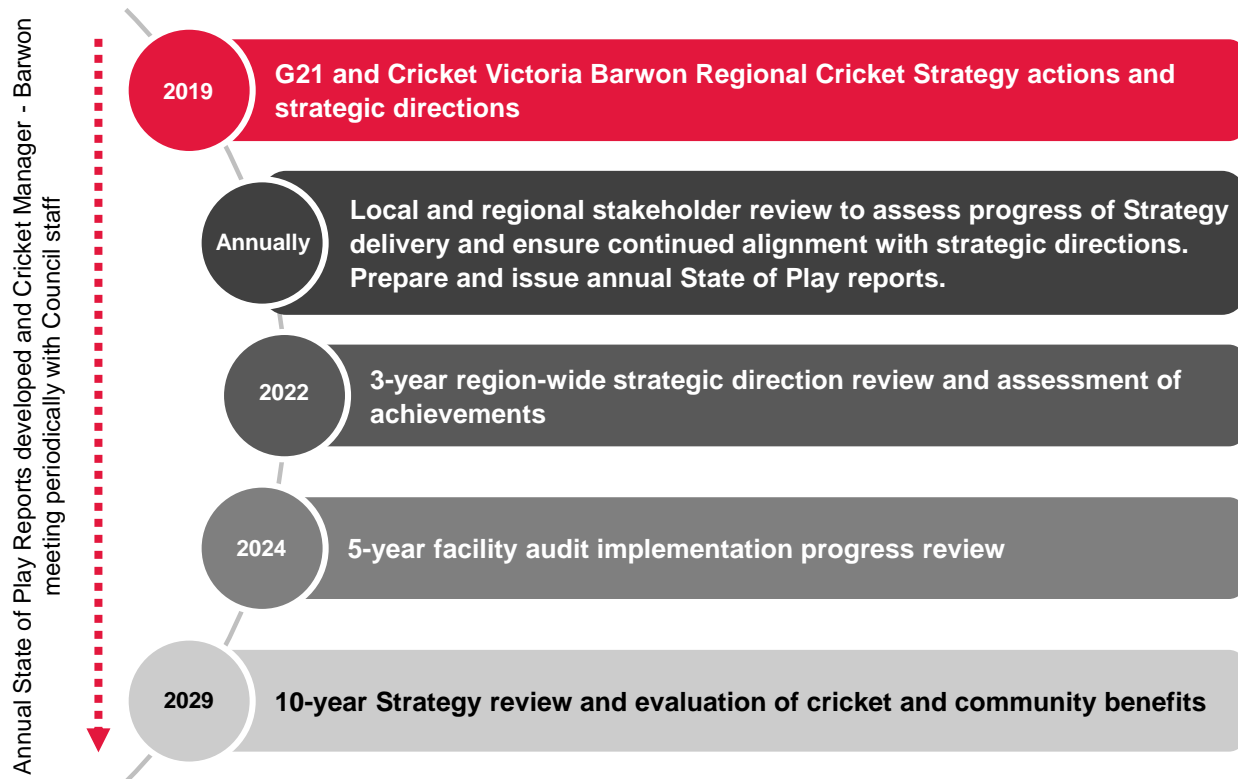 Annual State of Play Reports developed and Cricket Manager - Barwon
meeting periodically with Council staff
2019
G21 and Cricket Victoria Barwon Regional Cricket Strategy actions and
strategic directions
Annually
Local and regional stakeholder review to assess progress of Strategy
delivery and ensure continued alignment with strategic directions.
Prepare and issue annual State of Play reports.
2022
3-year region-wide strategic direction review and assessment of
achievements
2024
5-year facility audit implementation progress review
2029
10-year Strategy review and evaluation of cricket and community benefits